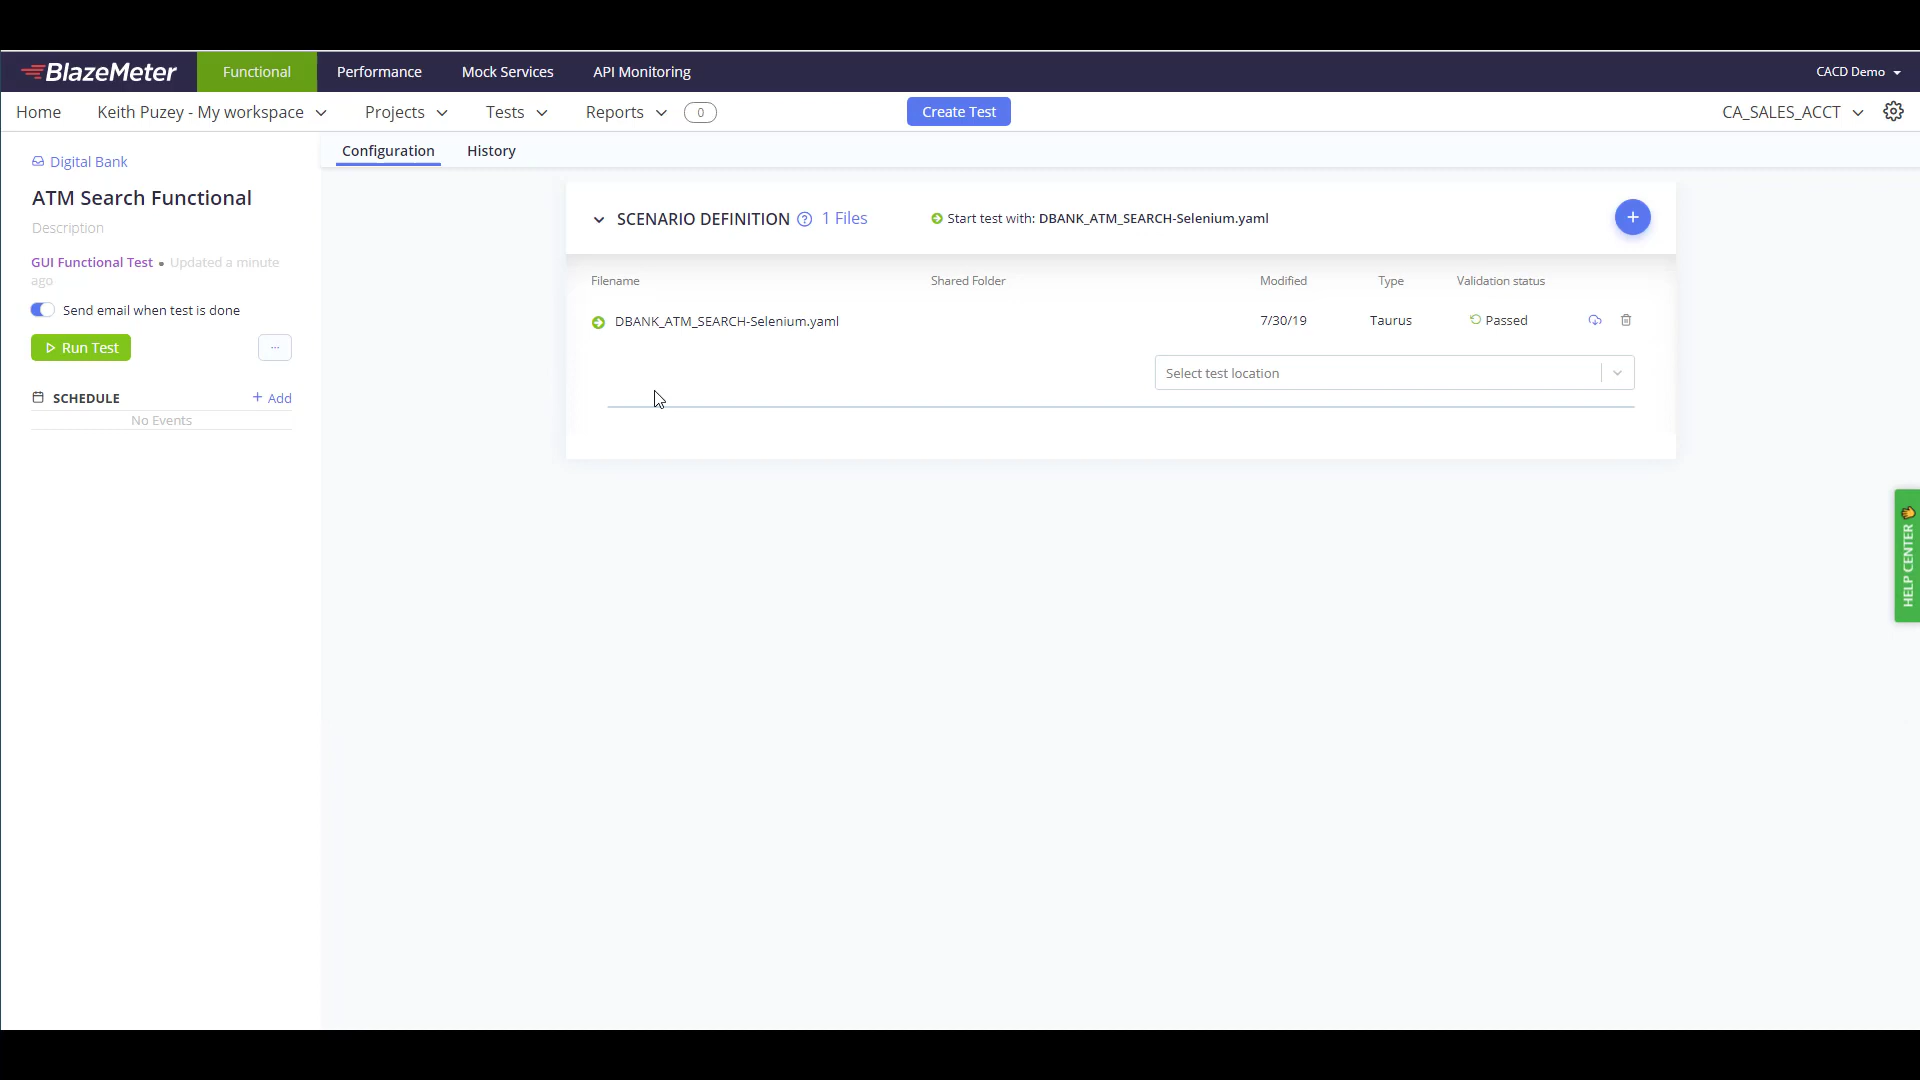 BlazeMeter Functional Performance Mock Services API Monitoring CACD Demo
Home Keith Puzey - My workspace Projects Tests Reports 0 Create Test CA_SALES_ACCT
Digital Bank
ATM Search Functional
Description
GUI Functional Test • Updated a minute
ago
Send email when test is done
Run Test ...
SCHEDULE + Add
No Events
Configuration History
SCENARIO DEFINITION ? 1 Files Start test with: DBANK_ATM_SEARCH-Selenium.yaml +
Filename Shared Folder Modified Type Validation status
DBANK_ATM_SEARCH-Selenium.yaml 7/30/19 Taurus Passed
Select test location
HELP CENTER